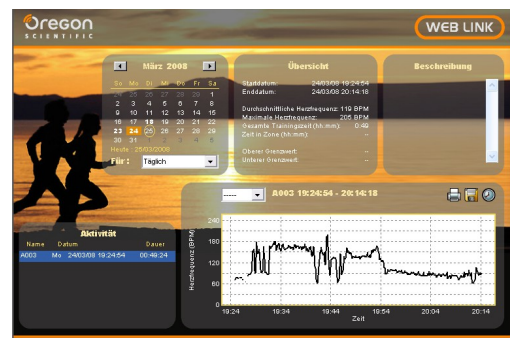 Oregon
SCIENTIFIC
WEB LINK
März 2008
So Mo Di Mi Do Fr Sa
24 25 26 27 28 29 1
2 3 4 5 6 7 8
9 10 11 12 13 14 15
16 17 18 19 20 21 22
23 24 25 26 27 28 29
30 31 1 2 3 4 5
Heute : 25/03/2008
Für : Täglich
Übersicht
Startdatum: 24/03/08 19:24:54
Enddatum: 24/03/08 20:14:18
Durchschnittliche Herzfrequenz: 119 BPM
Maximale Herzfrequenz: 205 BPM
Gesamte Trainingszeit (hh:mm): 0:49
Zeit in Zone (hh:mm): --
Oberer Grenzwert: --
Unterer Grenzwert: --
Beschreibung
Aktivität
Name Datum Dauer
A003 Mo 24/03/08 19:24:54 00:49:24
----- A003 19:24:54 - 20:14:18
Herzfrequenz (BPM)
240
180
120
60
0
19:24 19:34 19:44 19:54 20:04 20:14
Zeit